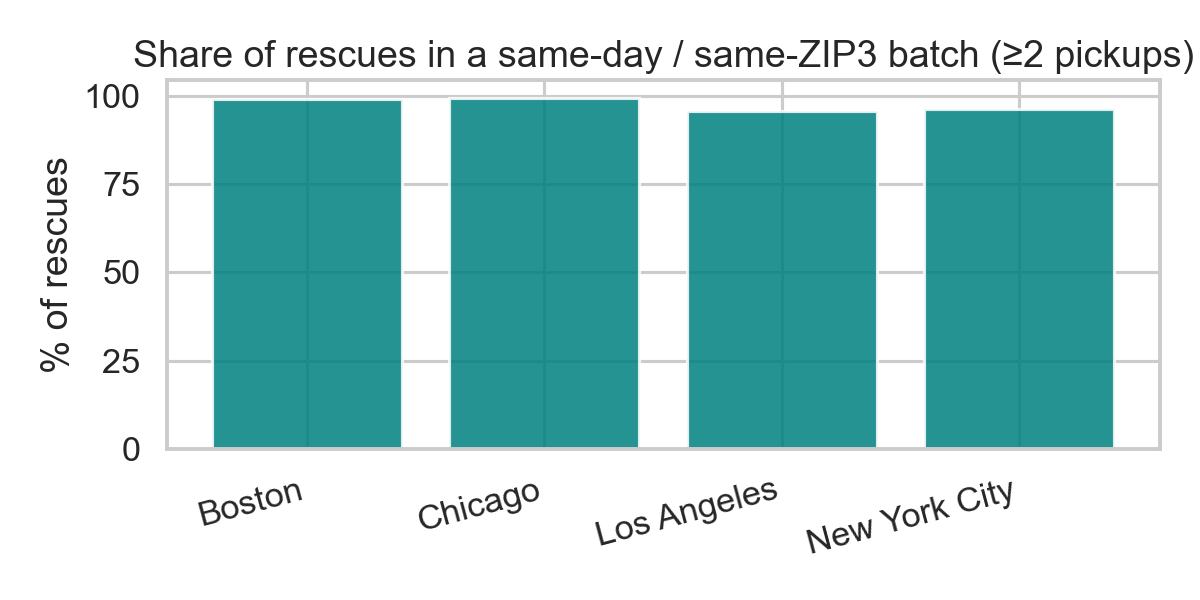 Share of rescues in a same-day / same-ZIP3 batch (≥2 pickups)
% of rescues
100
75
50
25
0
Boston
Chicago
Los Angeles
New York City